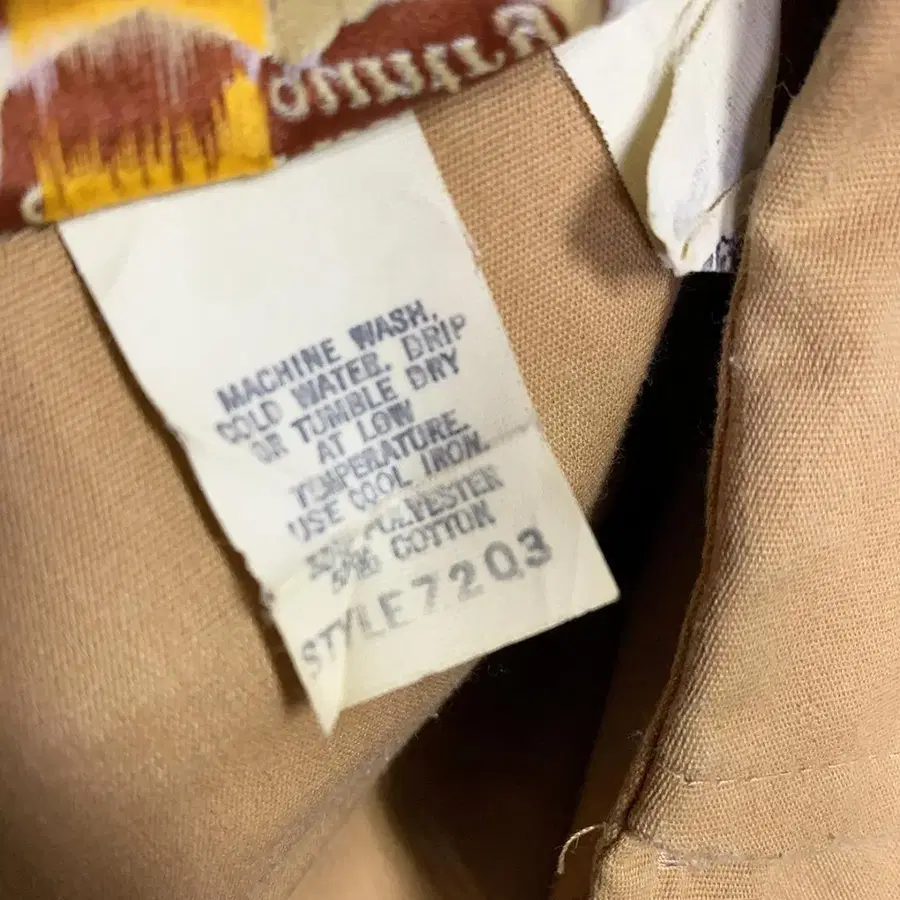 MACHINE WASH,
COLD WATER. DRIP
OR TUMBLE DRY
AT LOW
TEMPERATURE.
USE COOL IRON.
POLYESTER
COTTON
STYLE 7203